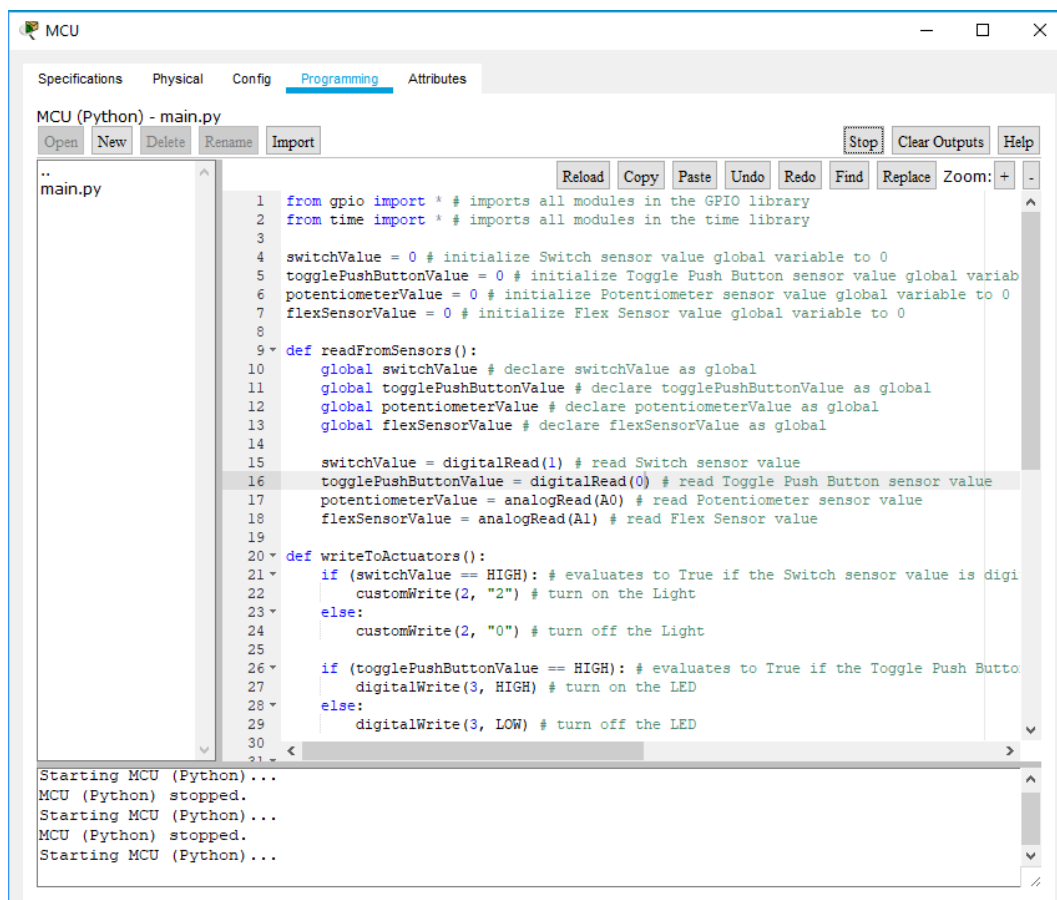 MCU
Specifications Physical Config Programming Attributes
MCU (Python) - main.py
Open New Delete Rename Import Stop Clear Outputs Help
Reload Copy Paste Undo Redo Find Replace Zoom: + -
..
main.py
1 from gpio import * # imports all modules in the GPIO library
2 from time import * # imports all modules in the time library
3
4 switchValue = 0 # initialize Switch sensor value global variable to 0
5 togglePushButtonValue = 0 # initialize Toggle Push Button sensor value global variab
6 potentiometerValue = 0 # initialize Potentiometer sensor value global variable to 0
7 flexSensorValue = 0 # initialize Flex Sensor value global variable to 0
8
9 def readFromSensors():
10 global switchValue # declare switchValue as global
11 global togglePushButtonValue # declare togglePushButtonValue as global
12 global potentiometerValue # declare potentiometerValue as global
13 global flexSensorValue # declare flexSensorValue as global
14
15 switchValue = digitalRead(1) # read Switch sensor value
16 togglePushButtonValue = digitalRead(0) # read Toggle Push Button sensor value
17 potentiometerValue = analogRead(A0) # read Potentiometer sensor value
18 flexSensorValue = analogRead(A1) # read Flex Sensor value
19
20 def writeToActuators():
21 if (switchValue == HIGH): # evaluates to True if the Switch sensor value is digi
22 customWrite(2, "2") # turn on the Light
23 else:
24 customWrite(2, "0") # turn off the Light
25
26 if (togglePushButtonValue == HIGH): # evaluates to True if the Toggle Push Butto
27 digitalWrite(3, HIGH) # turn on the LED
28 else:
29 digitalWrite(3, LOW) # turn off the LED
30
31
Starting MCU (Python)...
MCU (Python) stopped.
Starting MCU (Python)...
MCU (Python) stopped.
Starting MCU (Python)...